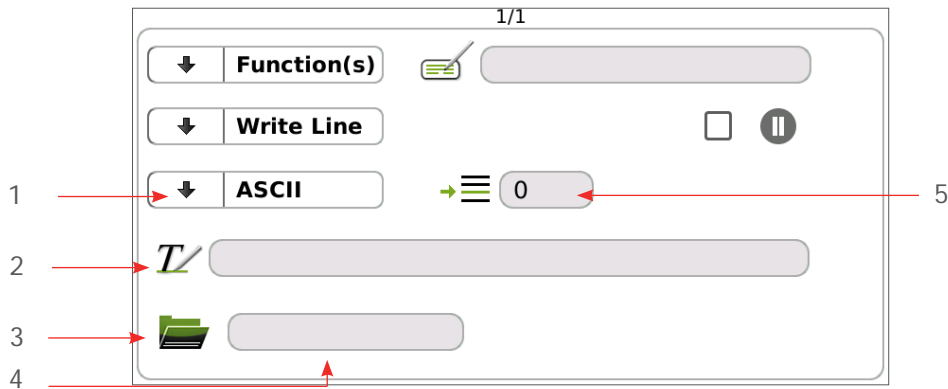 1/1
Function(s)
Write Line
1 ASCII 0 5
2 T
3
4